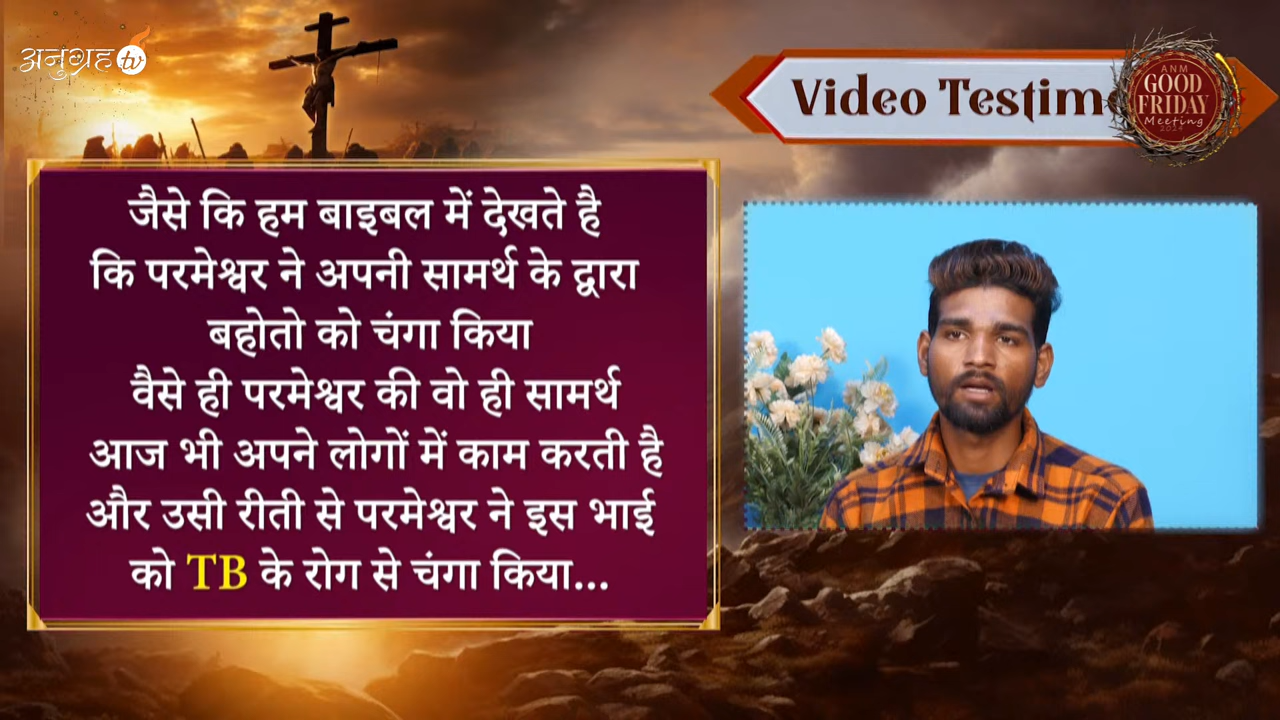 अनुग्रह tv
Video Testim
ANM
GOOD
FRIDAY
Meeting
जैसे कि हम बाइबल में देखते है
कि परमेश्वर ने अपनी सामर्थ के द्वारा
बहोतो को चंगा किया
वैसे ही परमेश्वर की वो ही सामर्थ
आज भी अपने लोगों में काम करती है
और उसी रीती से परमेश्वर ने इस भाई
को TB के रोग से चंगा किया...